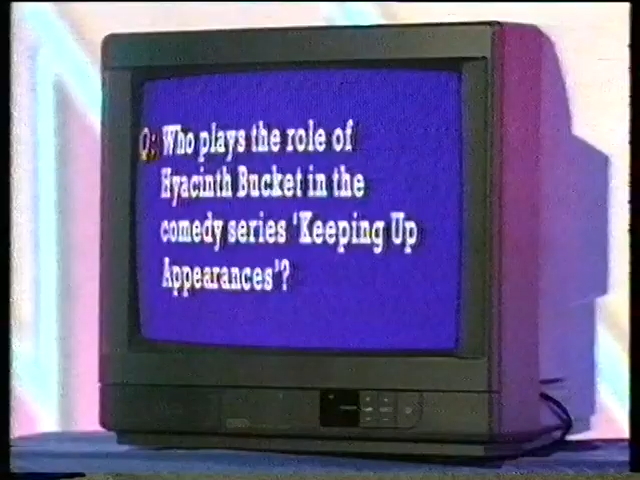 Q: Who plays the role of
Hyacinth Bucket in the
comedy series 'Keeping Up
Appearances'?